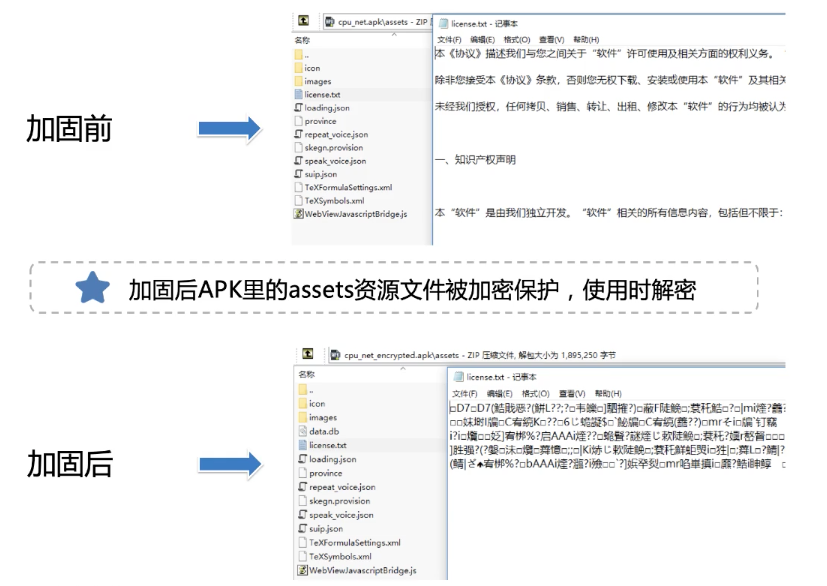 cpu_net.apk\assets - ZIP
license.txt - 记事本
文件(F) 编辑(E) 格式(O) 查看(V) 帮助(H)
名称
..
icon
images
license.txt
loading.json
province
repeat_voice.json
skegn.provision
speak_voice.json
suip.json
TeXFormulaSettings.xml
TeXSymbols.xml
WebViewJavascriptBridge.js
本《协议》描述我们与您之间关于“软件”许可使用及相关方面的权利义务。
除非您接受本《协议》条款，否则您无权下载、安装或使用本“软件”及其相关
未经我们授权，任何拷贝、销售、转让、出租、修改本“软件”的行为均被认为
一、知识产权声明
本“软件”是由我们独立开发。“软件”相关的所有信息内容，包括但不限于：
加固前
加固后APK里的assets资源文件被加密保护，使用时解密
cpu_net_encrypted.apk\assets - ZIP 压缩文件, 解包大小为 1,895,250 字节
license.txt - 记事本
文件(F) 编辑(E) 格式(O) 查看(V) 帮助(H)
名称
..
icon
images
data.db
license.txt
loading.json
province
repeat_voice.json
skegn.provision
speak_voice.json
suip.json
TeXFormulaSettings.xml
TeXSymbols.xml
WebViewJavascriptBridge.js
加固后